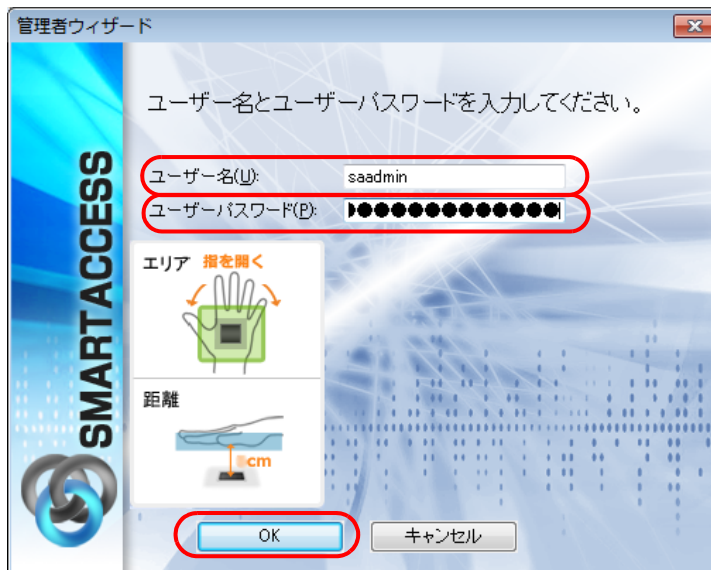 管理者ウィザード
ユーザー名とユーザーパスワードを入力してください。
ユーザー名(U):
saadmin
ユーザーパスワード(P):
エリア
指を開く
距離
cm
SMARTACCESS
OK
キャンセル